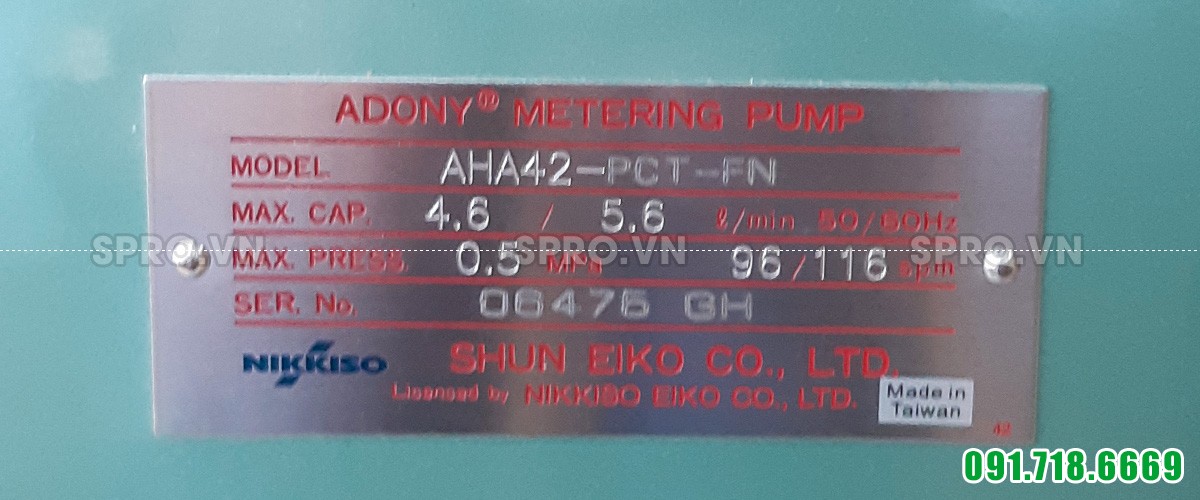 ADONY® METERING PUMP
MODEL AHA42-PCT-FN
MAX. CAP. 4.6 / 5.6 ℓ/min 50/60Hz
SPRO.VN SPRO.VN SPRO.VN SPRO.VN
MAX. PRESS. 0.5 MPa 96/116 spm
SER. No. 06475 GH
NIKKISO SHUN EIKO CO., LTD.
Licensed by NIKKISO EIKO CO., LTD.
Made in
Taiwan
42
091.718.6669